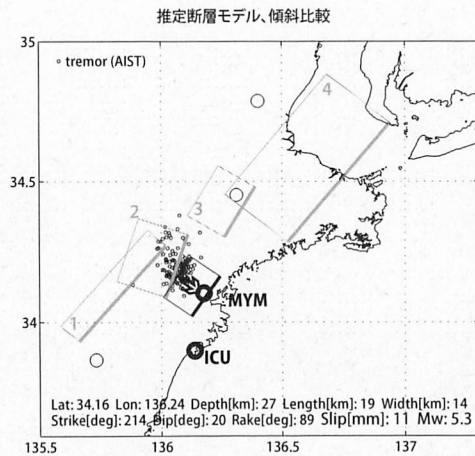 推定断層モデル、傾斜比較
35
tremor (AIST)
4
34.5
3
2
MYM
34
1
ICU
Lat: 34.16 Lon: 136.24 Depth[km]: 27 Length[km]: 19 Width[km]: 14
Strike[deg]: 214 Dip[deg]: 20 Rake[deg]: 89 Slip[mm]: 11 Mw: 5.3
135.5 136 136.5 137